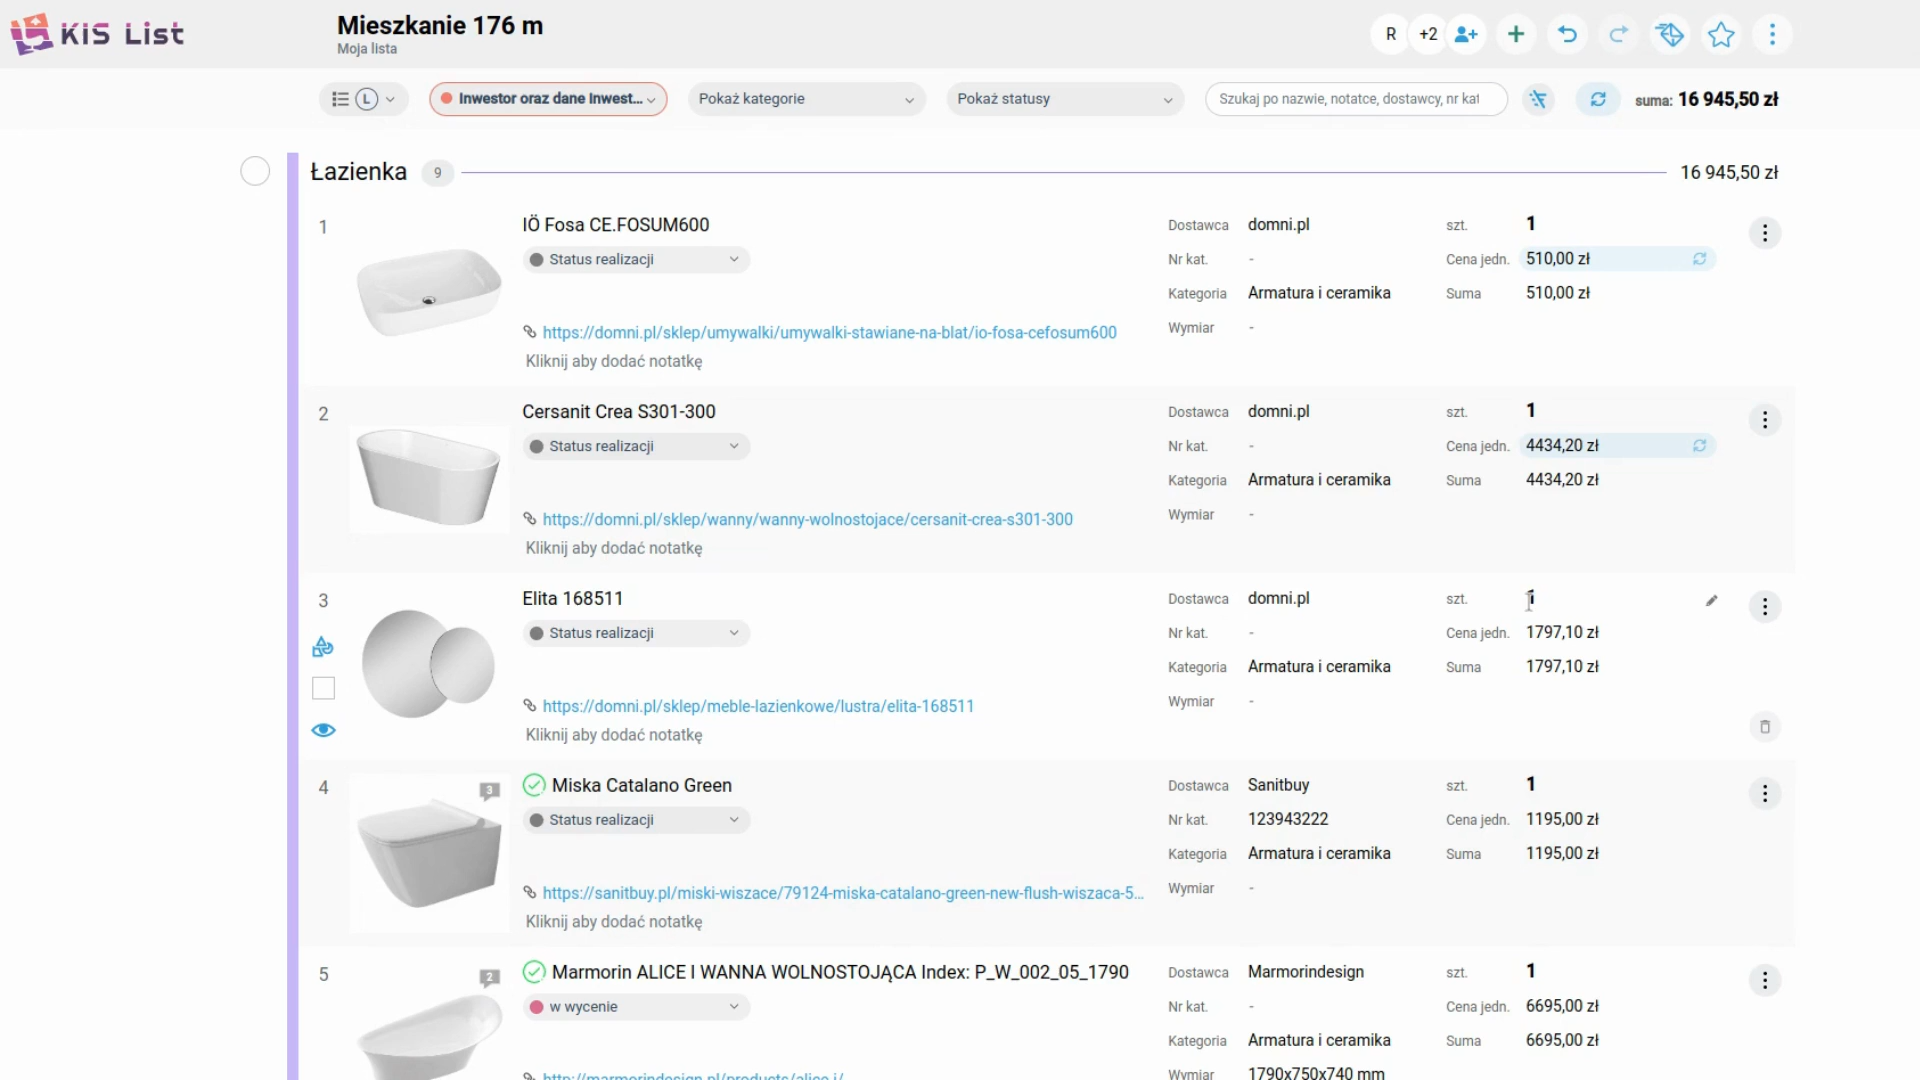 KiS List
Mieszkanie 176 m
Moja lista
R
+2
L
Inwestor oraz dane Inwest...
Pokaż kategorie
Pokaż statusy
Szukaj po nazwie, notatce, dostawcy, nr kat
suma: 16 945,50 zł
Łazienka 9
16 945,50 zł
1
IÖ Fosa CE.FOSUM600
Status realizacji
https://domni.pl/sklep/umywalki/umywalki-stawiane-na-blat/io-fosa-cefosum600
Kliknij aby dodać notatkę
Dostawca domni.pl
Nr kat. -
Kategoria Armatura i ceramika
Wymiar -
szt. 1
Cena jedn. 510,00 zł
Suma 510,00 zł
2
Cersanit Crea S301-300
Status realizacji
https://domni.pl/sklep/wanny/wanny-wolnostojace/cersanit-crea-s301-300
Kliknij aby dodać notatkę
Dostawca domni.pl
Nr kat. -
Kategoria Armatura i ceramika
Wymiar -
szt. 1
Cena jedn. 4434,20 zł
Suma 4434,20 zł
3
Elita 168511
Status realizacji
https://domni.pl/sklep/meble-lazienkowe/lustra/elita-168511
Kliknij aby dodać notatkę
Dostawca domni.pl
Nr kat. -
Kategoria Armatura i ceramika
Wymiar -
szt. 1
Cena jedn. 1797,10 zł
Suma 1797,10 zł
4
3
Miska Catalano Green
Status realizacji
https://sanitbuy.pl/miski-wiszace/79124-miska-catalano-green-new-flush-wiszaca-5...
Kliknij aby dodać notatkę
Dostawca Sanitbuy
Nr kat. 123943222
Kategoria Armatura i ceramika
Wymiar -
szt. 1
Cena jedn. 1195,00 zł
Suma 1195,00 zł
5
2
Marmorin ALICE I WANNA WOLNOSTOJĄCA Index: P_W_002_05_1790
w wycenie
http://marmorindesign.pl/products/alice-i/
Dostawca Marmorindesign
Nr kat. -
Kategoria Armatura i ceramika
Wymiar 1790x750x740 mm
szt. 1
Cena jedn. 6695,00 zł
Suma 6695,00 zł